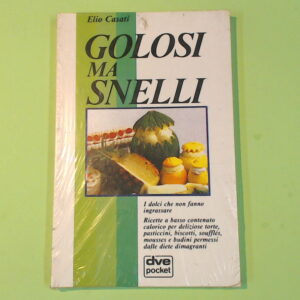 Elio Casati
GOLOSI
MA
SNELLI
I dolci che non fanno
ingrassare
Ricette a basso contenuto
calorico per deliziose torte,
pasticcini, biscotti, soufflés,
mousses e budini permessi
dalle diete dimagranti
dve
pocket